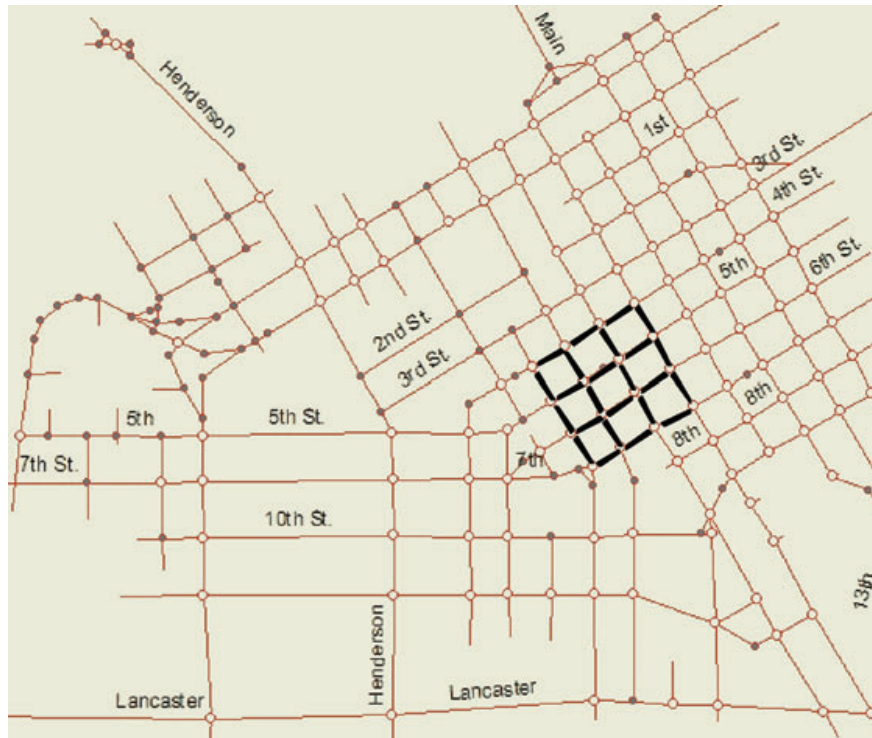 Main
Henderson
1st
3rd St.
4th St.
5th
6th St.
2nd St.
3rd St.
8th
5th
5th St.
8th
7th St.
7th
10th St.
13th
Henderson
Lancaster
Lancaster